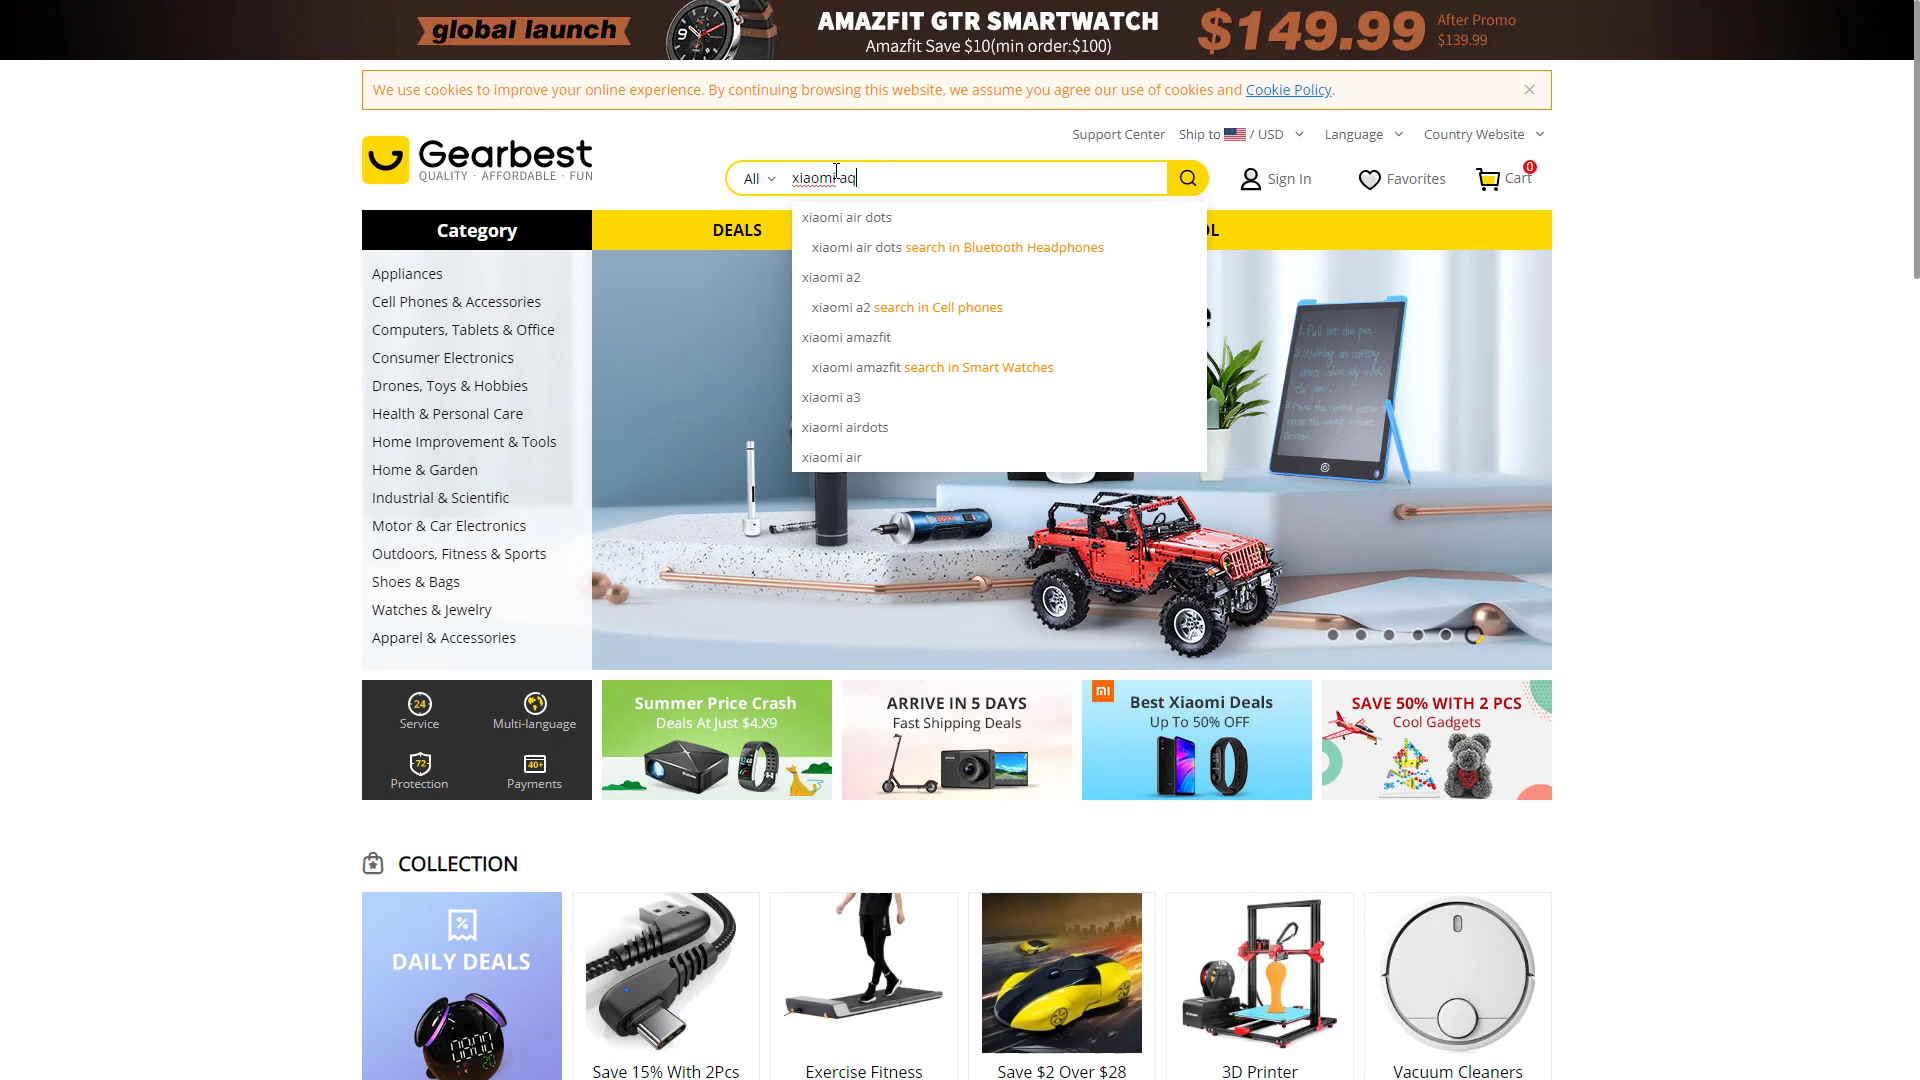 global launch
AMAZFIT GTR SMARTWATCH
Amazfit Save $10(min order:$100)
$149.99
After Promo
$139.99
We use cookies to improve your online experience. By continuing browsing this website, we assume you agree our use of cookies and Cookie Policy.
Support Center
Ship to / USD
Language
Country Website
Gearbest
QUALITY · AFFORDABLE · FUN
All
xiaomi aq
Sign In
Favorites
Cart
0
Category
DEALS
xiaomi air dots
xiaomi air dots search in Bluetooth Headphones
xiaomi a2
xiaomi a2 search in Cell phones
xiaomi amazfit
xiaomi amazfit search in Smart Watches
xiaomi a3
xiaomi airdots
xiaomi air
Appliances
Cell Phones & Accessories
Computers, Tablets & Office
Consumer Electronics
Drones, Toys & Hobbies
Health & Personal Care
Home Improvement & Tools
Home & Garden
Industrial & Scientific
Motor & Car Electronics
Outdoors, Fitness & Sports
Shoes & Bags
Watches & Jewelry
Apparel & Accessories
BOSCH
24
Service
Multi-language
72
Protection
40+
Payments
Summer Price Crash
Deals At Just $4.X9
ARRIVE IN 5 DAYS
Fast Shipping Deals
mi
Best Xiaomi Deals
Up To 50% OFF
SAVE 50% WITH 2 PCS
Cool Gadgets
COLLECTION
%
DAILY DEALS
Save 15% With 2Pcs
Exercise Fitness
Save $2 Over $28
3D Printer
Vacuum Cleaners